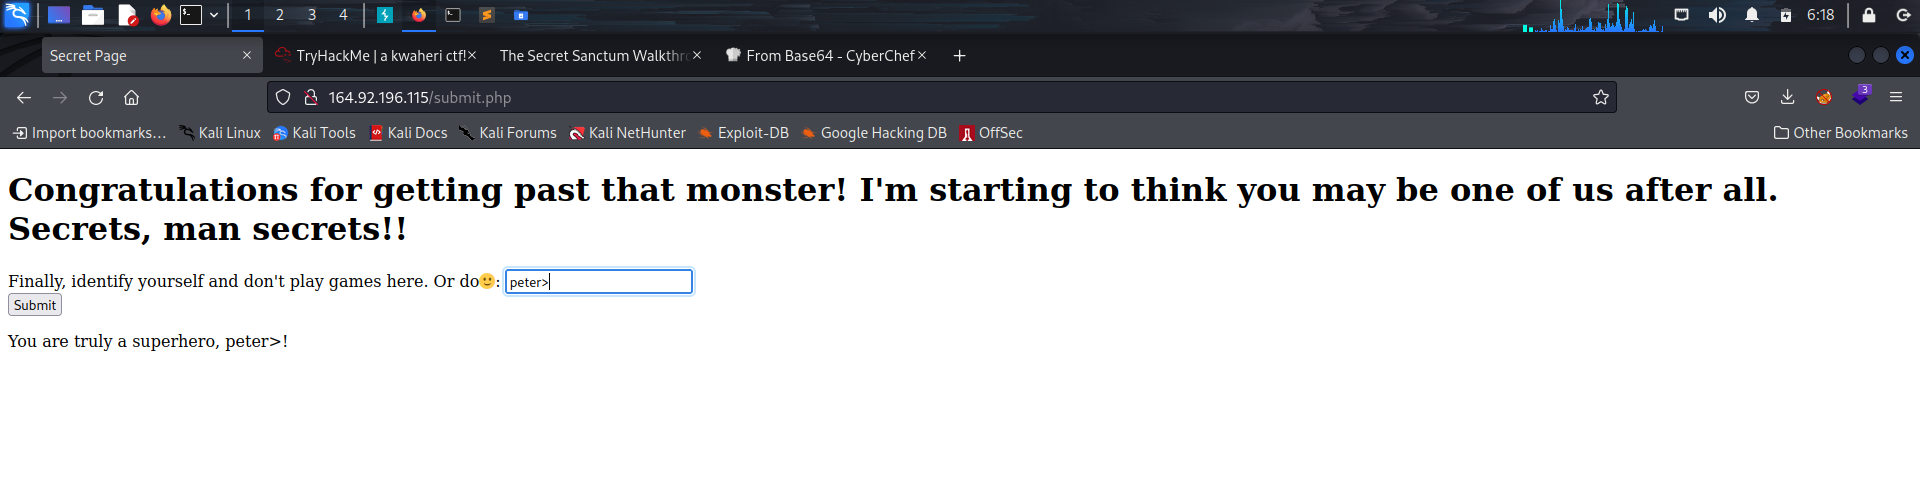 1 2 3 4 6:18
Secret Page TryHackMe | a kwaheri ctf! The Secret Sanctum Walkthr From Base64 - CyberChef
164.92.196.115/submit.php 3
Import bookmarks… Kali Linux Kali Tools Kali Docs Kali Forums Kali NetHunter Exploit-DB Google Hacking DB OffSec Other Bookmarks
Congratulations for getting past that monster! I'm starting to think you may be one of us after all.
Secrets, man secrets!!
Finally, identify yourself and don't play games here. Or do🙂: peter>
Submit
You are truly a superhero, peter>!